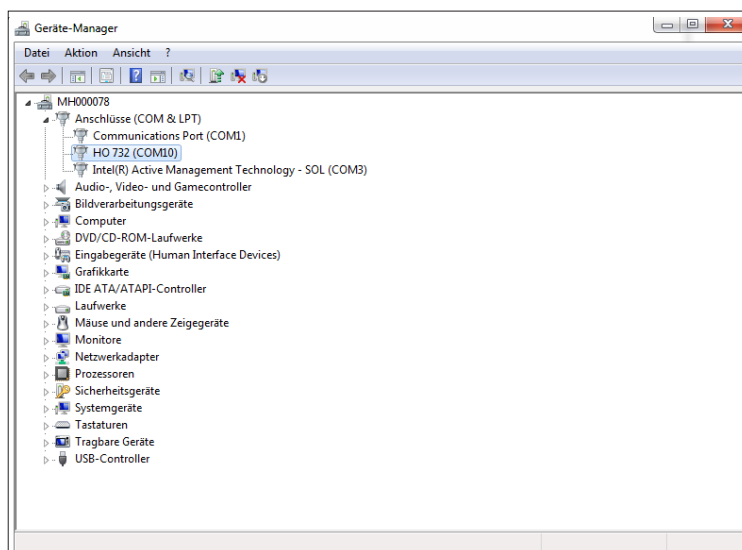 Geräte-Manager
Datei Aktion Ansicht ?
MH000078
Anschlüsse (COM & LPT)
Communications Port (COM1)
HO 732 (COM10)
Intel(R) Active Management Technology - SOL (COM3)
Audio-, Video- und Gamecontroller
Bildverarbeitungsgeräte
Computer
DVD/CD-ROM-Laufwerke
Eingabegeräte (Human Interface Devices)
Grafikkarte
IDE ATA/ATAPI-Controller
Laufwerke
Mäuse und andere Zeigegeräte
Monitore
Netzwerkadapter
Prozessoren
Sicherheitsgeräte
Systemgeräte
Tastaturen
Tragbare Geräte
USB-Controller